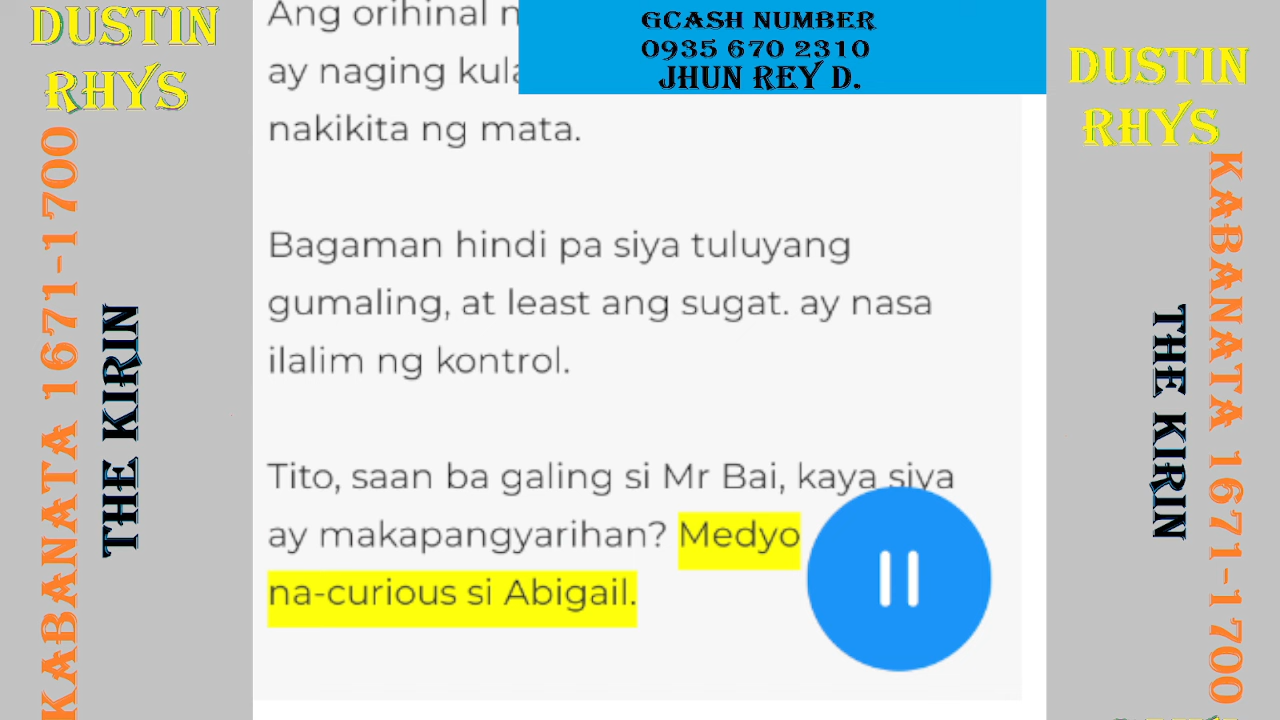 DUSTIN
RHYS
KABANATA 1671-1700
THE KIRIN
Ang orihinal
ay naging
nakikita ng mata.
Bagaman hindi pa siya tuluyang
gumaling, at least ang sugat. ay nasa
ilalim ng kontrol.
Tito, saan ba galing si Mr Bai, kaya siya
ay makapangyarihan? Medyo
na-curious si Abigail.
GCASH NUMBER
0935 670 2310
JHUN REY D.
DUSTIN
RHYS
KABANATA 1671-1700
THE KIRIN